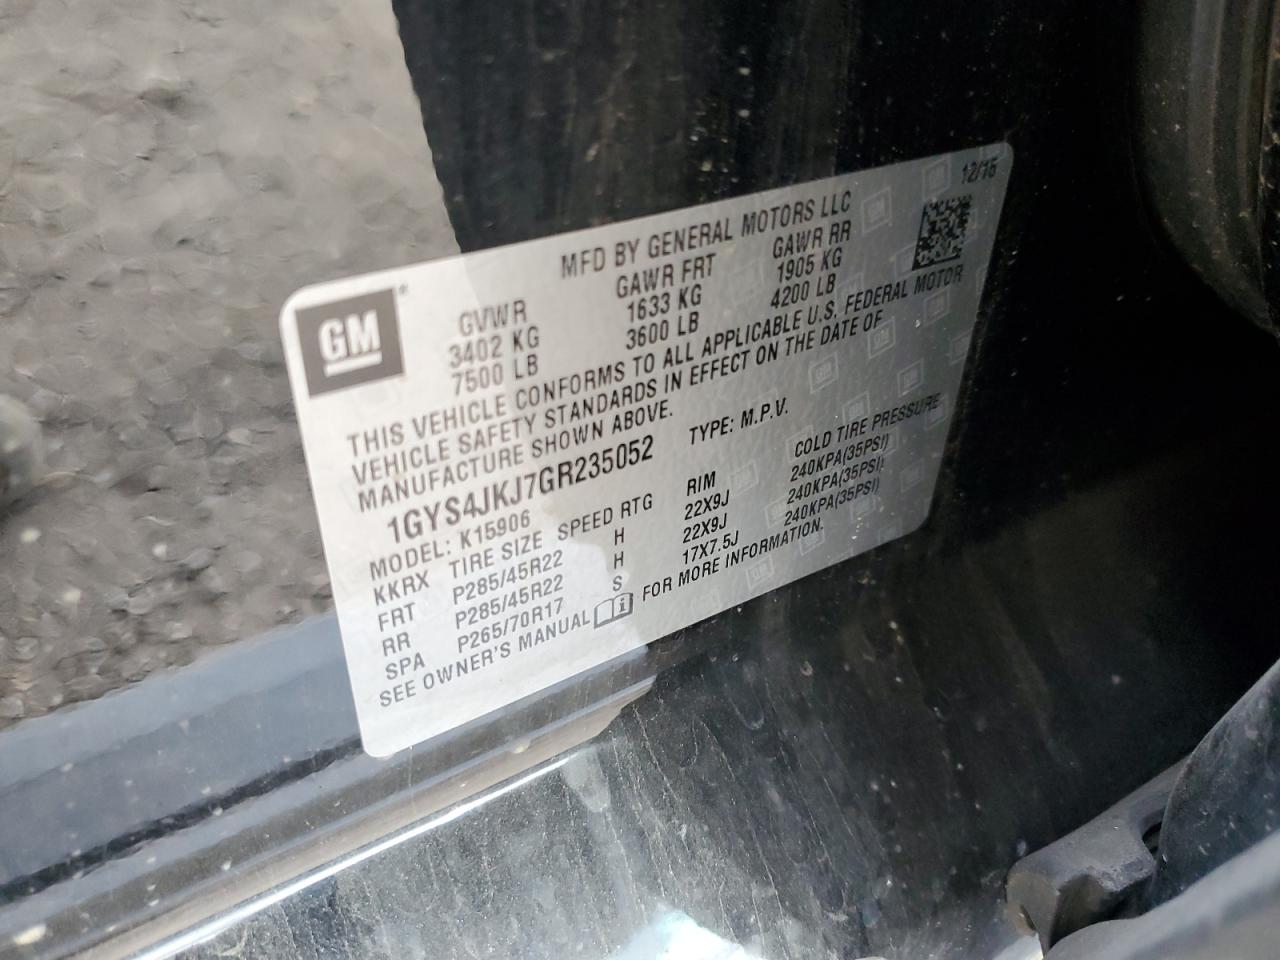 12/15
MFD BY GENERAL MOTORS LLC
GM®
GVWR GAWR FRT GAWR RR
3402 KG 1633 KG 1905 KG
7500 LB 3600 LB 4200 LB
THIS VEHICLE CONFORMS TO ALL APPLICABLE U.S. FEDERAL MOTOR
VEHICLE SAFETY STANDARDS IN EFFECT ON THE DATE OF
MANUFACTURE SHOWN ABOVE.
1GYS4JKJ7GR235052 TYPE: M.P.V.
MODEL: K15906
KKRX TIRE SIZE SPEED RTG RIM COLD TIRE PRESSURE
FRT P285/45R22 H 22X9J 240KPA(35PSI)
RR P285/45R22 H 22X9J 240KPA(35PSI)
SPA P265/70R17 S 17X7.5J 240KPA(35PSI)
SEE OWNER'S MANUAL FOR MORE INFORMATION.